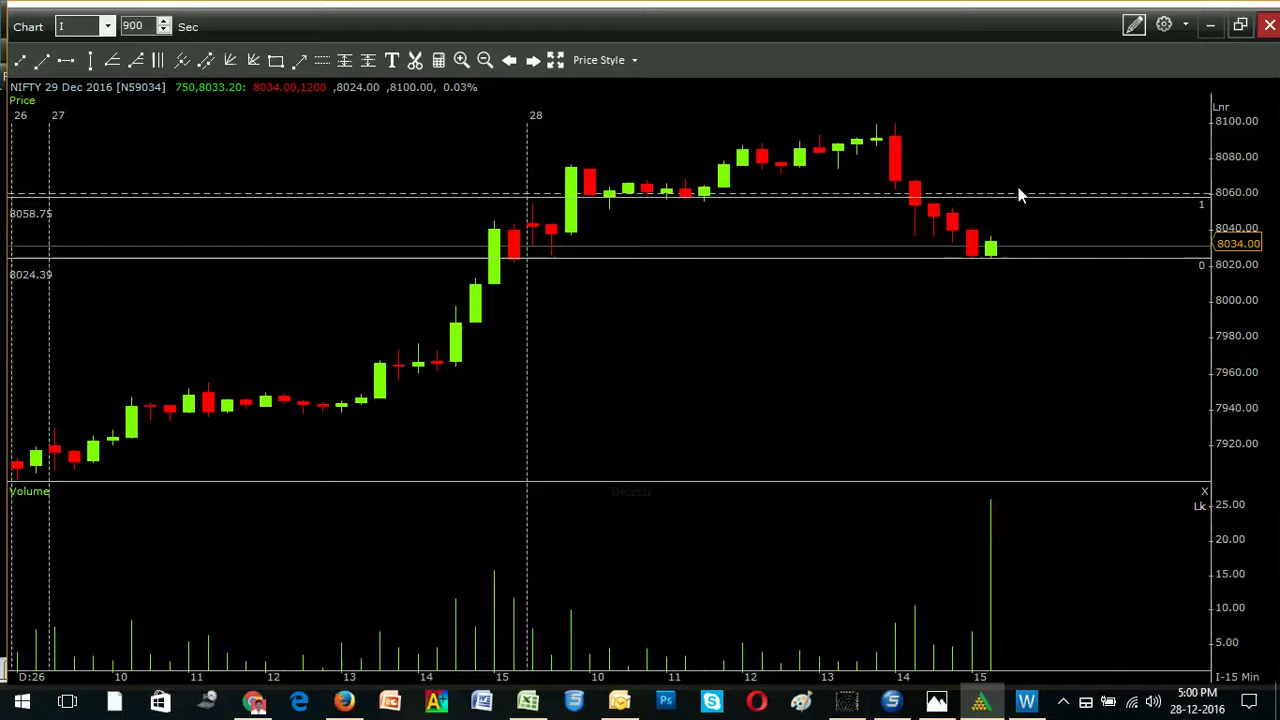 Chart I 900 Sec
T Price Style
NIFTY 29 Dec 2016 [N59034] 750,8033.20: 8034.00,1200 ,8024.00 ,8100.00, 0.03%
Price Lnr
26 27 28
8100.00
8080.00
8060.00
1
8058.75
8040.00
8034.00
8020.00
0
8024.39
8000.00
7980.00
7960.00
7940.00
7920.00
Volume X
Lk
25.00
20.00
15.00
10.00
5.00
D:26 10 11 12 13 14 15 10 11 12 13 14 15 I-15 Min
5:00 PM
28-12-2016